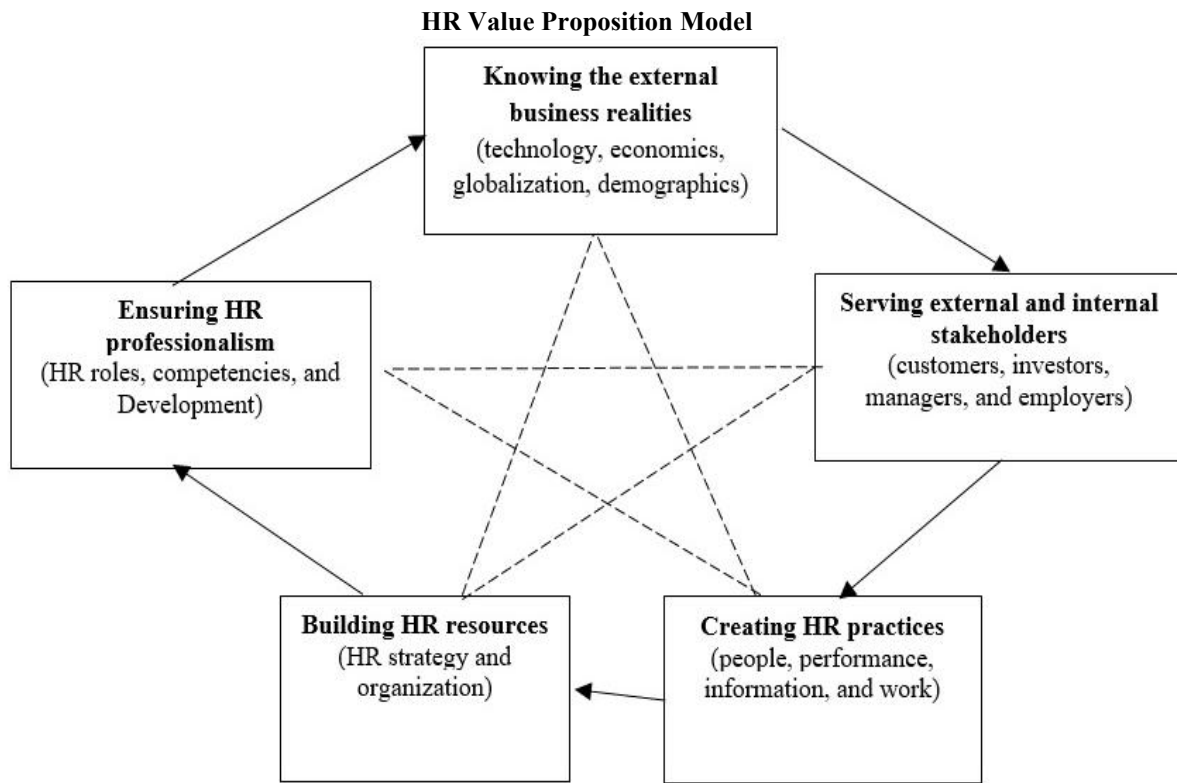 HR Value Proposition Model
Knowing the external
business realities
(technology, economics,
globalization, demographics)
Ensuring HR
professionalism
(HR roles, competencies, and
Development)
Serving external and internal
stakeholders
(customers, investors,
managers, and employers)
Building HR resources
(HR strategy and
organization)
Creating HR practices
(people, performance,
information, and work)